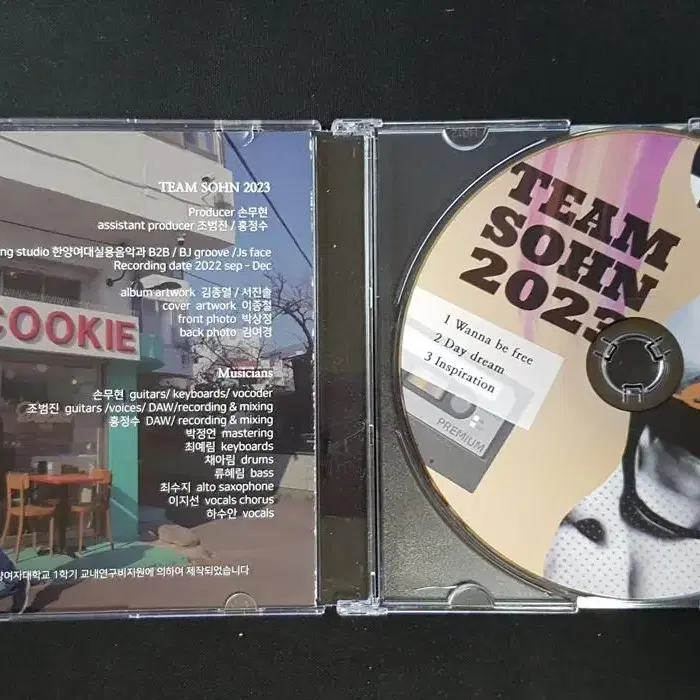 TEAM SOHN 2023
Producer 손무현
assistant producer 조범진 / 홍정수
ng studio 한양여대실용음악과 B2B / BJ groove /Js face
Recording date 2022 sep - Dec
album artwork 김종열 / 서진솔
cover artwork 이종철
front photo 박상정
back photo 김여경
COOKIE
Musicians
손무현 guitars/ keyboards/ vocoder
조범진 guitars /voices/ DAW/recording & mixing
홍정수 DAW/ recording & mixing
박정언 mastering
최예림 keyboards
채아림 drums
류혜림 bass
최수지 alto saxophone
이지선 vocals chorus
하수안 vocals
양여자대학교 1학기 교내연구비지원에 의하여 제작되었습니다
TEAM
SOHN
2023
1 Wanna be free
2 Day dream
3 Inspiration
PREMIUM